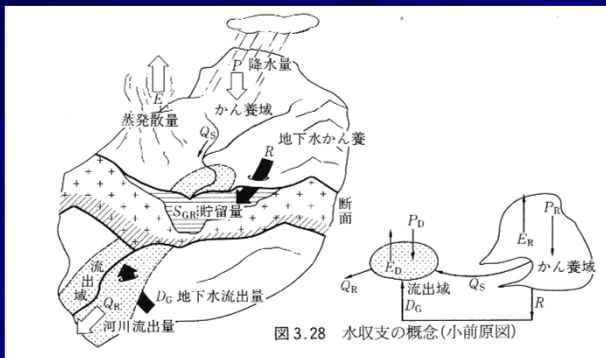 P 降水量
E
蒸発散量
かん養域
QS
地下水かん養
R
SGR 貯留量
断面
流出域
DG 地下水流出量
QR
河川流出量
PD
ED
流出域
QR
DG
QS
PR
ER
かん養域
R
図3.28 水収支の概念(小前原図)